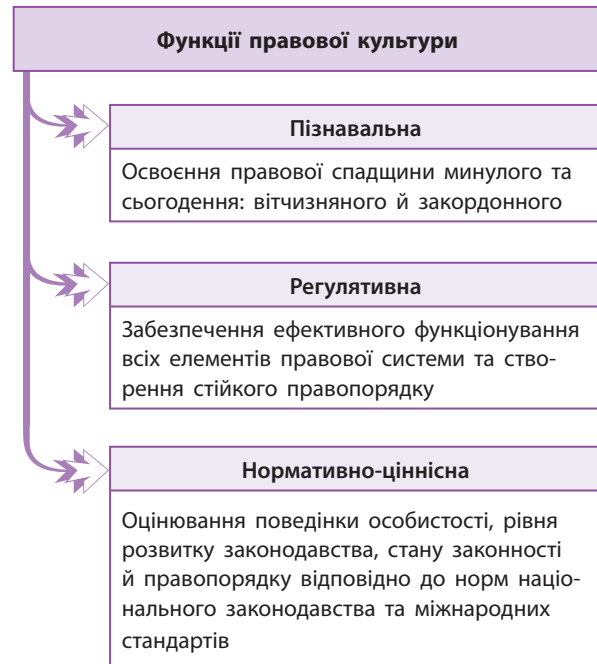 Функції правової культури
Пізнавальна
Освоєння правової спадщини минулого та
сьогодення: вітчизняного й закордонного
Регулятивна
Забезпечення ефективного функціонування
всіх елементів правової системи та ство-
рення стійкого правопорядку
Нормативно-ціннісна
Оцінювання поведінки особистості, рівня
розвитку законодавства, стану законності
й правопорядку відповідно до норм націо-
нального законодавства та міжнародних
стандартів